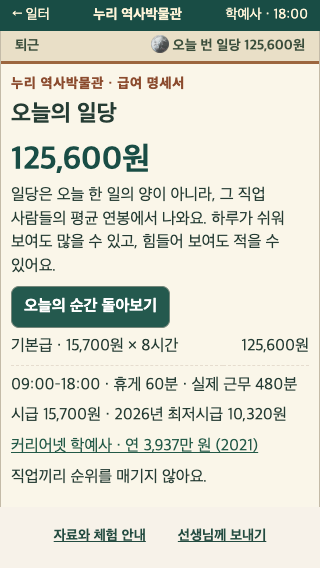 ← 일터 누리 역사박물관 학예사 · 18:00
퇴근 오늘 번 일당 125,600원
누리 역사박물관 · 급여 명세서
오늘의 일당
125,600원
일당은 오늘 한 일의 양이 아니라, 그 직업
사람들의 평균 연봉에서 나와요. 하루가 쉬워
보여도 많을 수 있고, 힘들어 보여도 적을 수
있어요.
오늘의 순간 돌아보기
기본급 · 15,700원 × 8시간 125,600원
09:00-18:00 · 휴게 60분 · 실제 근무 480분
시급 15,700원 · 2026년 최저시급 10,320원
커리어넷 학예사 · 연 3,937만 원 (2021)
직업끼리 순위를 매기지 않아요.
자료와 체험 안내 선생님께 보내기